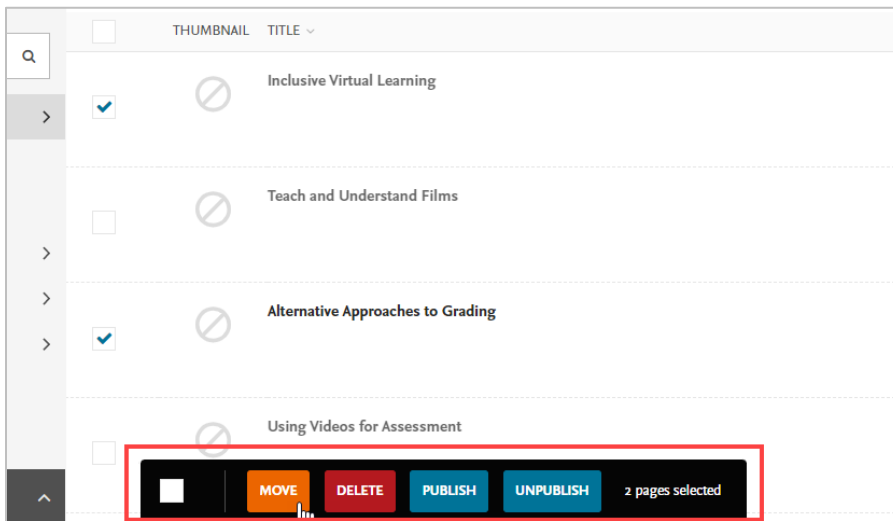 THUMBNAIL TITLE
Inclusive Virtual Learning
Teach and Understand Films
Alternative Approaches to Grading
Using Videos for Assessment
MOVE DELETE PUBLISH UNPUBLISH 2 pages selected